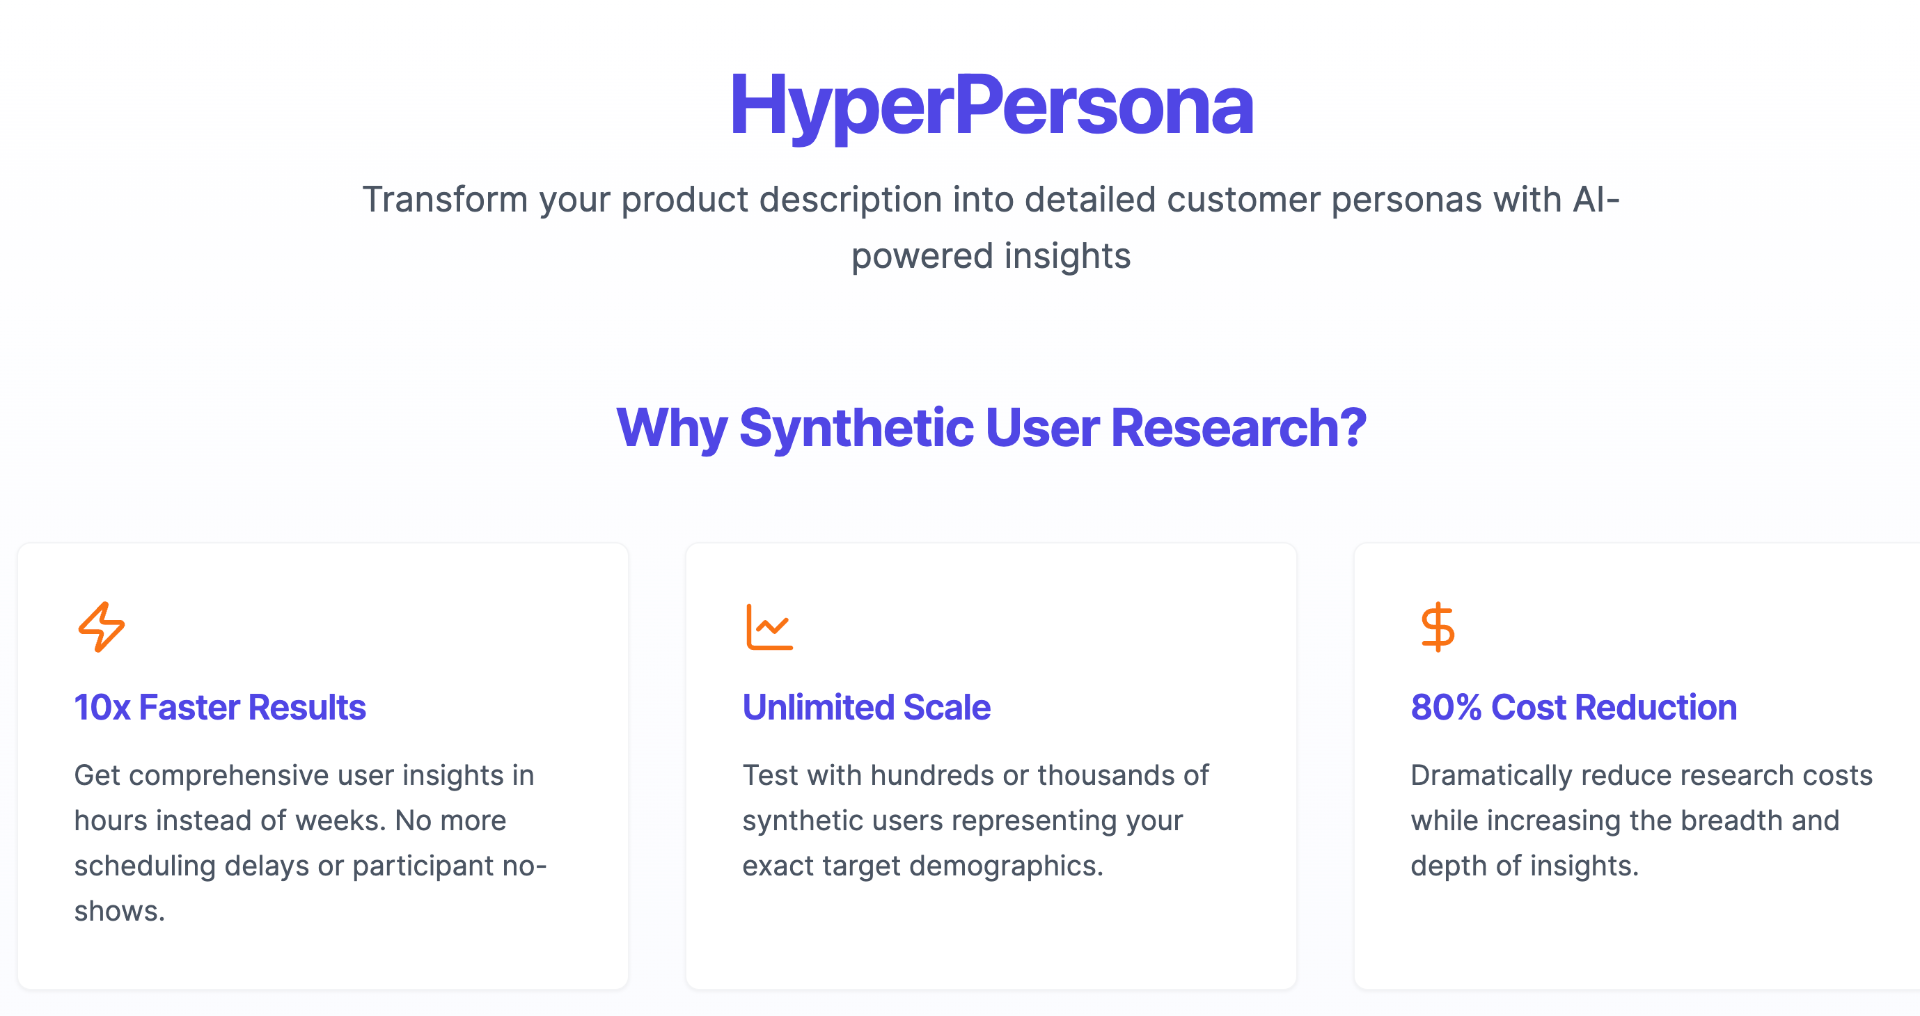 HyperPersona
Transform your product description into detailed customer personas with AI-
powered insights
Why Synthetic User Research?
10x Faster Results
Get comprehensive user insights in
hours instead of weeks. No more
scheduling delays or participant no-
shows.
Unlimited Scale
Test with hundreds or thousands of
synthetic users representing your
exact target demographics.
80% Cost Reduction
Dramatically reduce research costs
while increasing the breadth and
depth of insights.